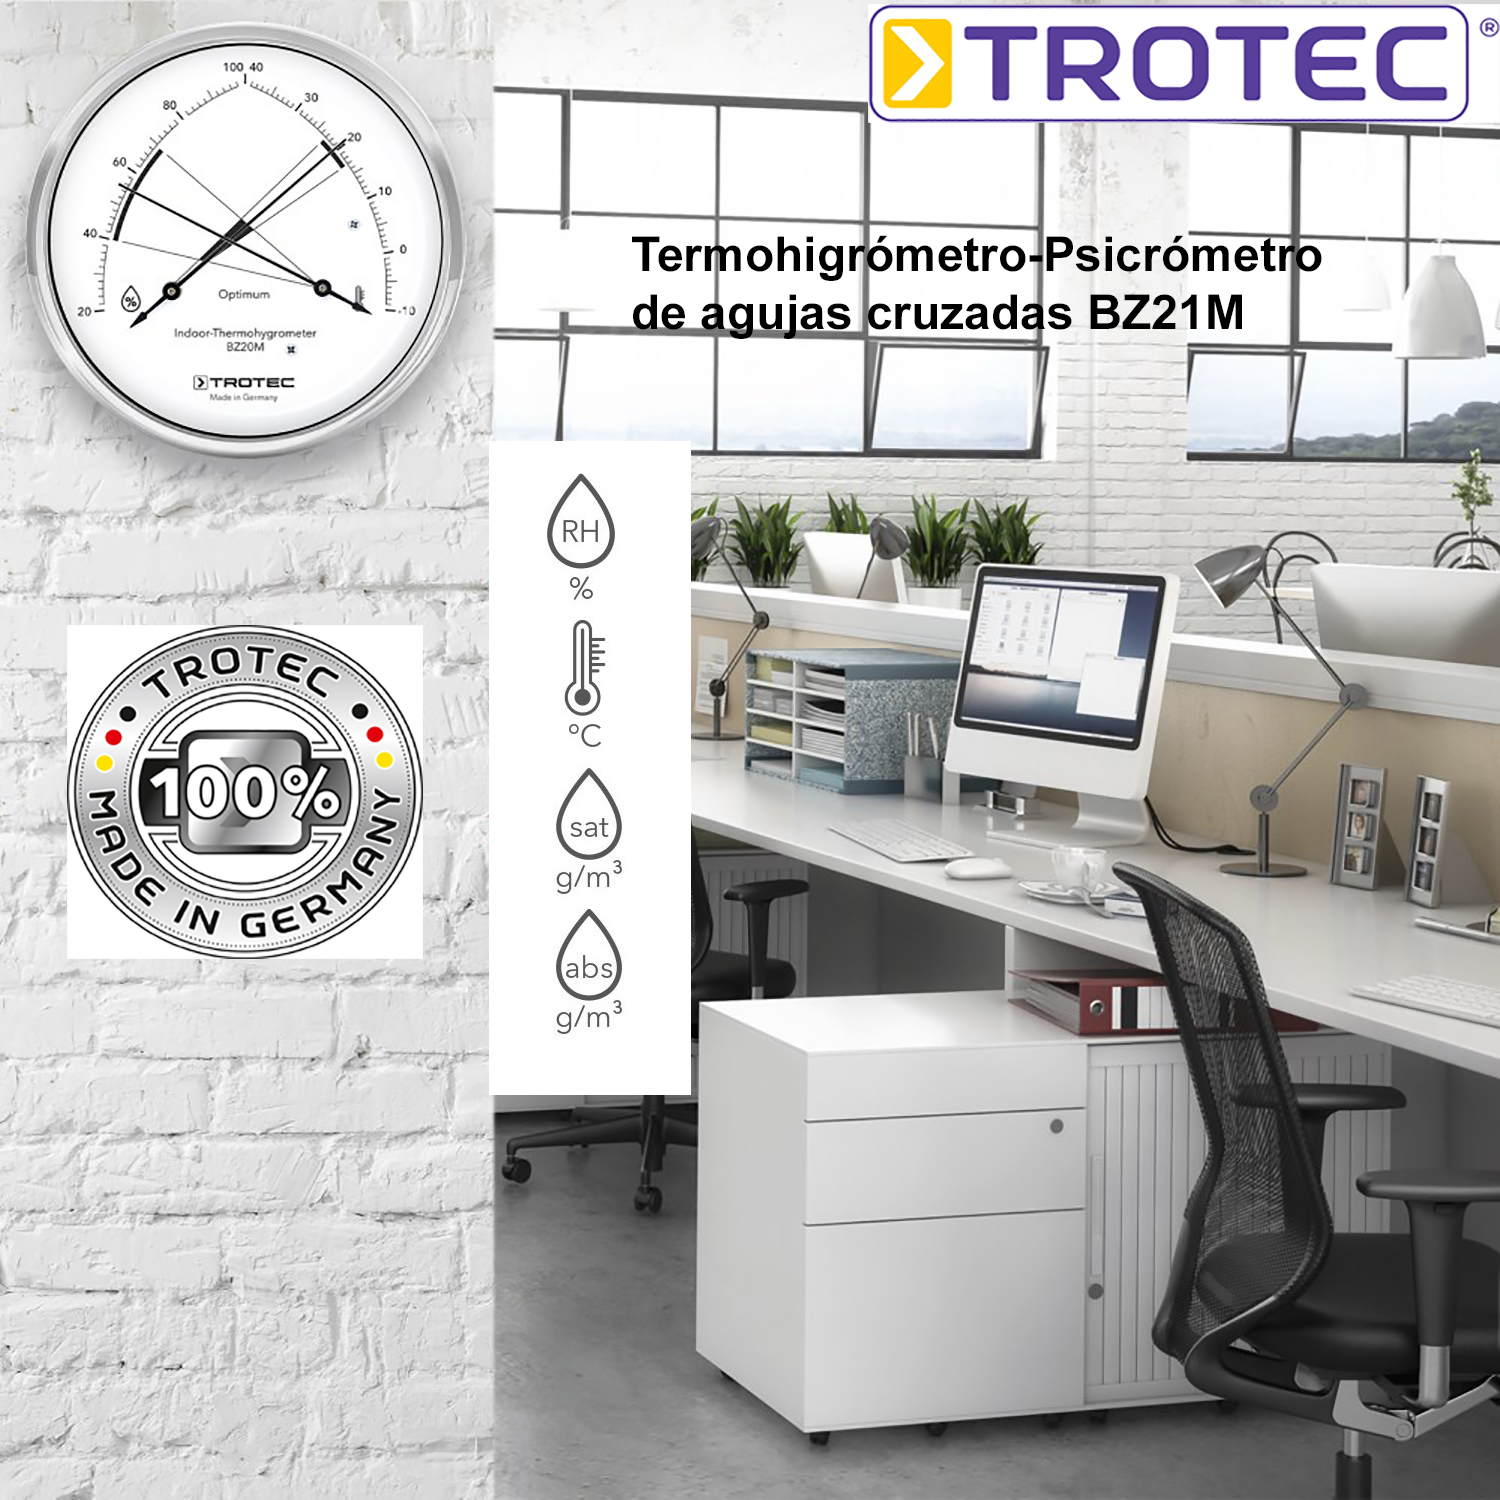 TROTEC ®
Termohigrómetro-Psicrómetro
de agujas cruzadas BZ21M
100 40
80 30
60 20
40 10
0
20 -10
%
Optimum
Indoor-Thermohygrometer
BZ20M
TROTEC
Made in Germany
RH
%
°C
sat
g/m³
abs
g/m³
TROTEC
100%
MADE IN GERMANY